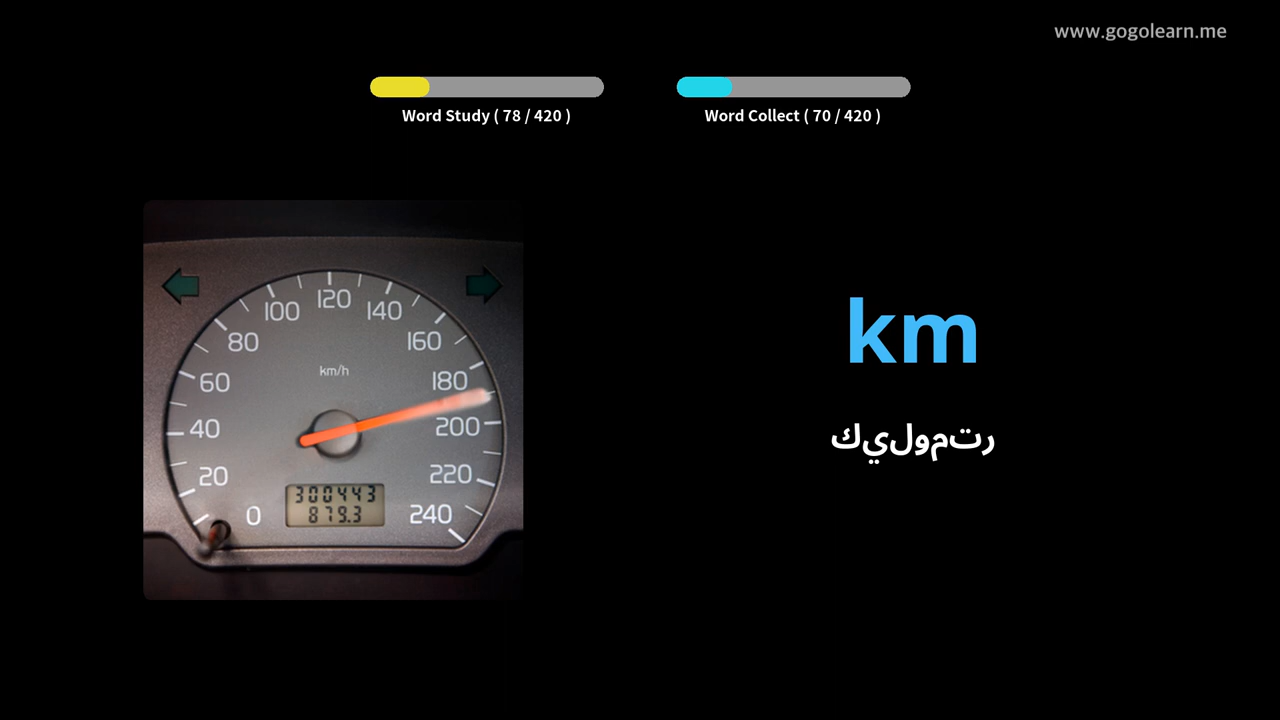 www.gogolearn.me
Word Study ( 78 / 420 )
Word Collect ( 70 / 420 )
120
100
140
80
160
km/h
60
180
40
200
20
220
0
300443
879.3
240
km
رتموليك